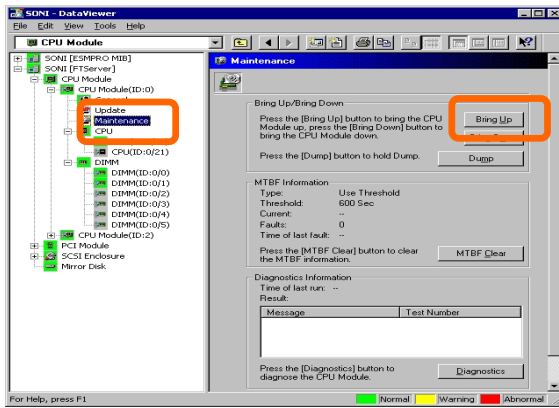 SONI - DataViewer
File Edit View Tools Help
CPU Module
SONI [ESMPRO MIB]
SONI [FTServer]
CPU Module
CPU Module(ID:0)
Update
Maintenance
CPU
CPU(ID:0/21)
DIMM
DIMM(ID:0/0)
DIMM(ID:0/1)
DIMM(ID:0/2)
DIMM(ID:0/3)
DIMM(ID:0/4)
DIMM(ID:0/5)
CPU Module(ID:2)
PCI Module
SCSI Enclosure
Mirror Disk
Maintenance
Bring Up/Bring Down
Press the [Bring Up] button to bring the CPU
Module up, press the [Bring Down] button to
bring the CPU Module down.
Bring Up
Press the [Dump] button to hold Dump.
Dump
MTBF Information
Type: Use Threshold
Threshold: 600 Sec
Current: --
Faults: 0
Time of last fault: --
Press the [MTBF Clear] button to clear
the MTBF information.
MTBF Clear
Diagnostics Information
Time of last run: --
Result:
Message Test Number
Press the [Diagnostics] button to
diagnose the CPU Module.
Diagnostics
For Help, press F1
Normal Warning Abnormal